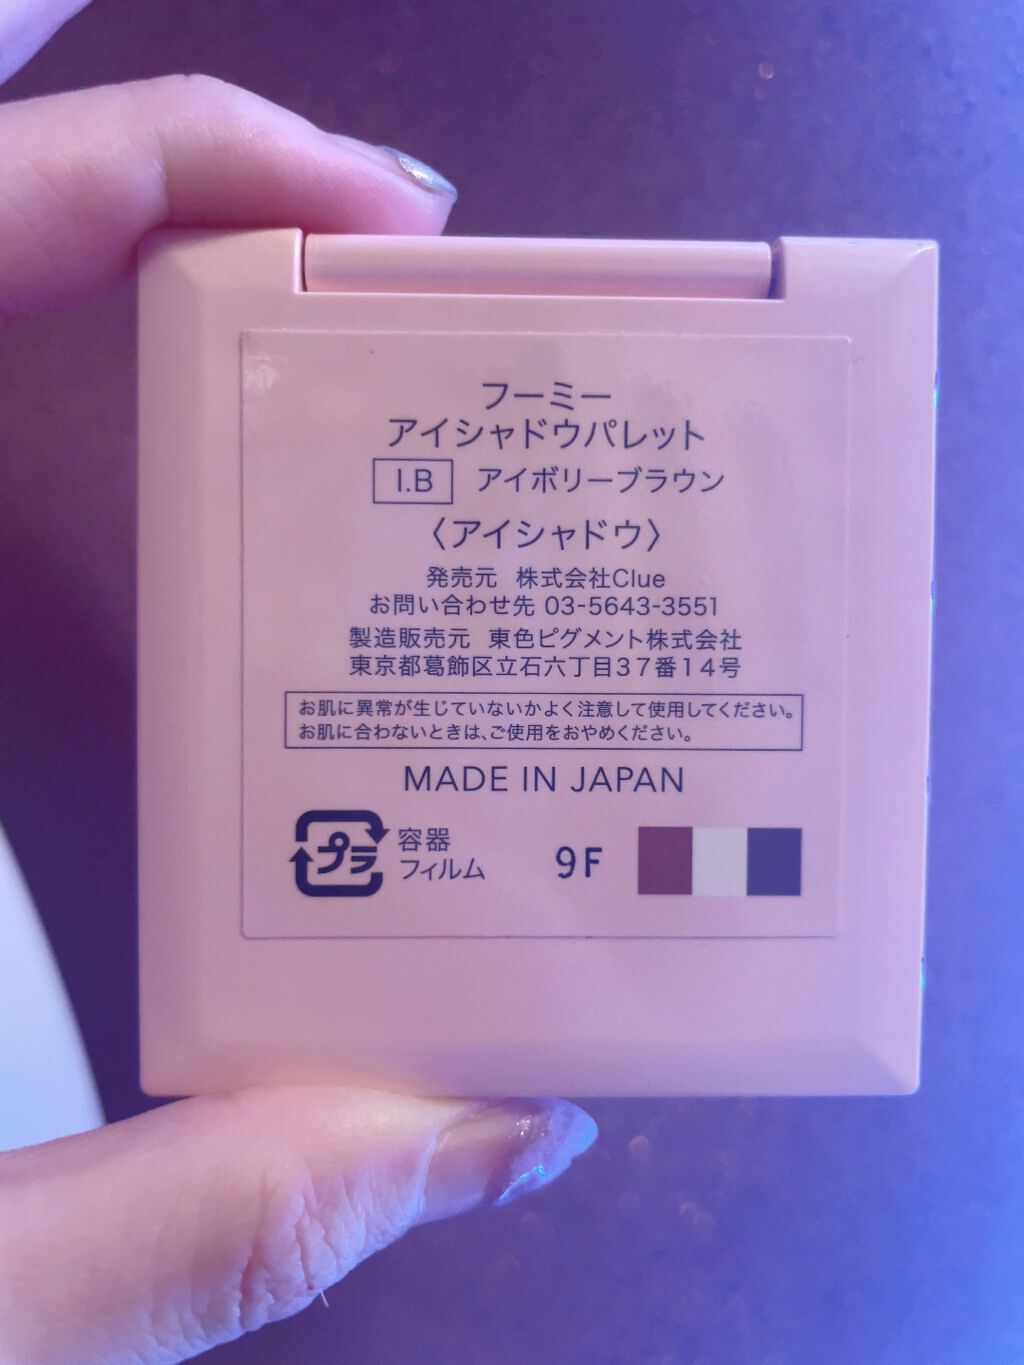 フーミー
アイシャドウパレット
I.B アイボリーブラウン
〈アイシャドウ〉
発売元 株式会社Clue
お問い合わせ先 03-5643-3551
製造販売元 東色ピグメント株式会社
東京都葛飾区立石六丁目37番14号
お肌に異常が生じていないかよく注意して使用してください。
お肌に合わないときは、ご使用をおやめください。
MADE IN JAPAN
プラ 容器
フィルム
9F